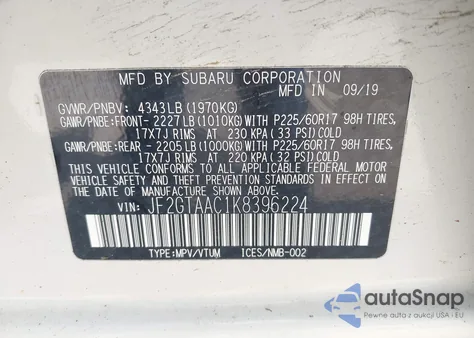 MFD BY SUBARU CORPORATION
MADE IN 09/19
GVWR/PNBV: 4343LB (1970KG)
GAWR/PNBE:FRONT- 2227LB (1010KG) WITH P225/60R17 98H TIRES,
17X7J RIMS AT 230 KPA (33 PSI)COLD
GAWR/PNBE:REAR - 2205LB (1000KG) WITH P225/60R17 98H TIRES,
17X7J RIMS AT 220 KPA (32 PSI)COLD
THIS VEHICLE CONFORMS TO ALL APPLICABLE FEDERAL MOTOR
VEHICLE SAFETY AND THEFT PREVENTION STANDARDS IN EFFECT ON
THE DATE OF MANUFACTURE SHOWN ABOVE.
VIN: JF2GTAAC1K8396224
TYPE:MPV/VTUM ICES/NMB-002
autoSnap
Pewne auta z USA - EU